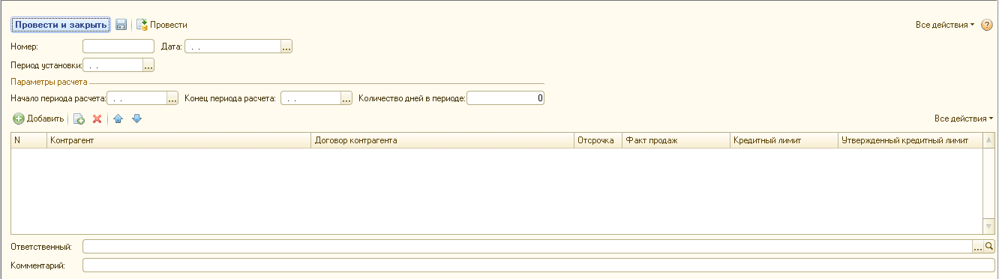 Провести и закрыть Провести Все действия
Номер: Дата: . .
Период установки: . .
Параметры расчета
Начало периода расчета: . . Конец периода расчета: . . Количество дней в периоде: 0
Добавить Все действия
N Контрагент Договор контрагента Отсрочка Факт продаж Кредитный лимит Утвержденный кредитный лимит
Ответственный:
Комментарий: